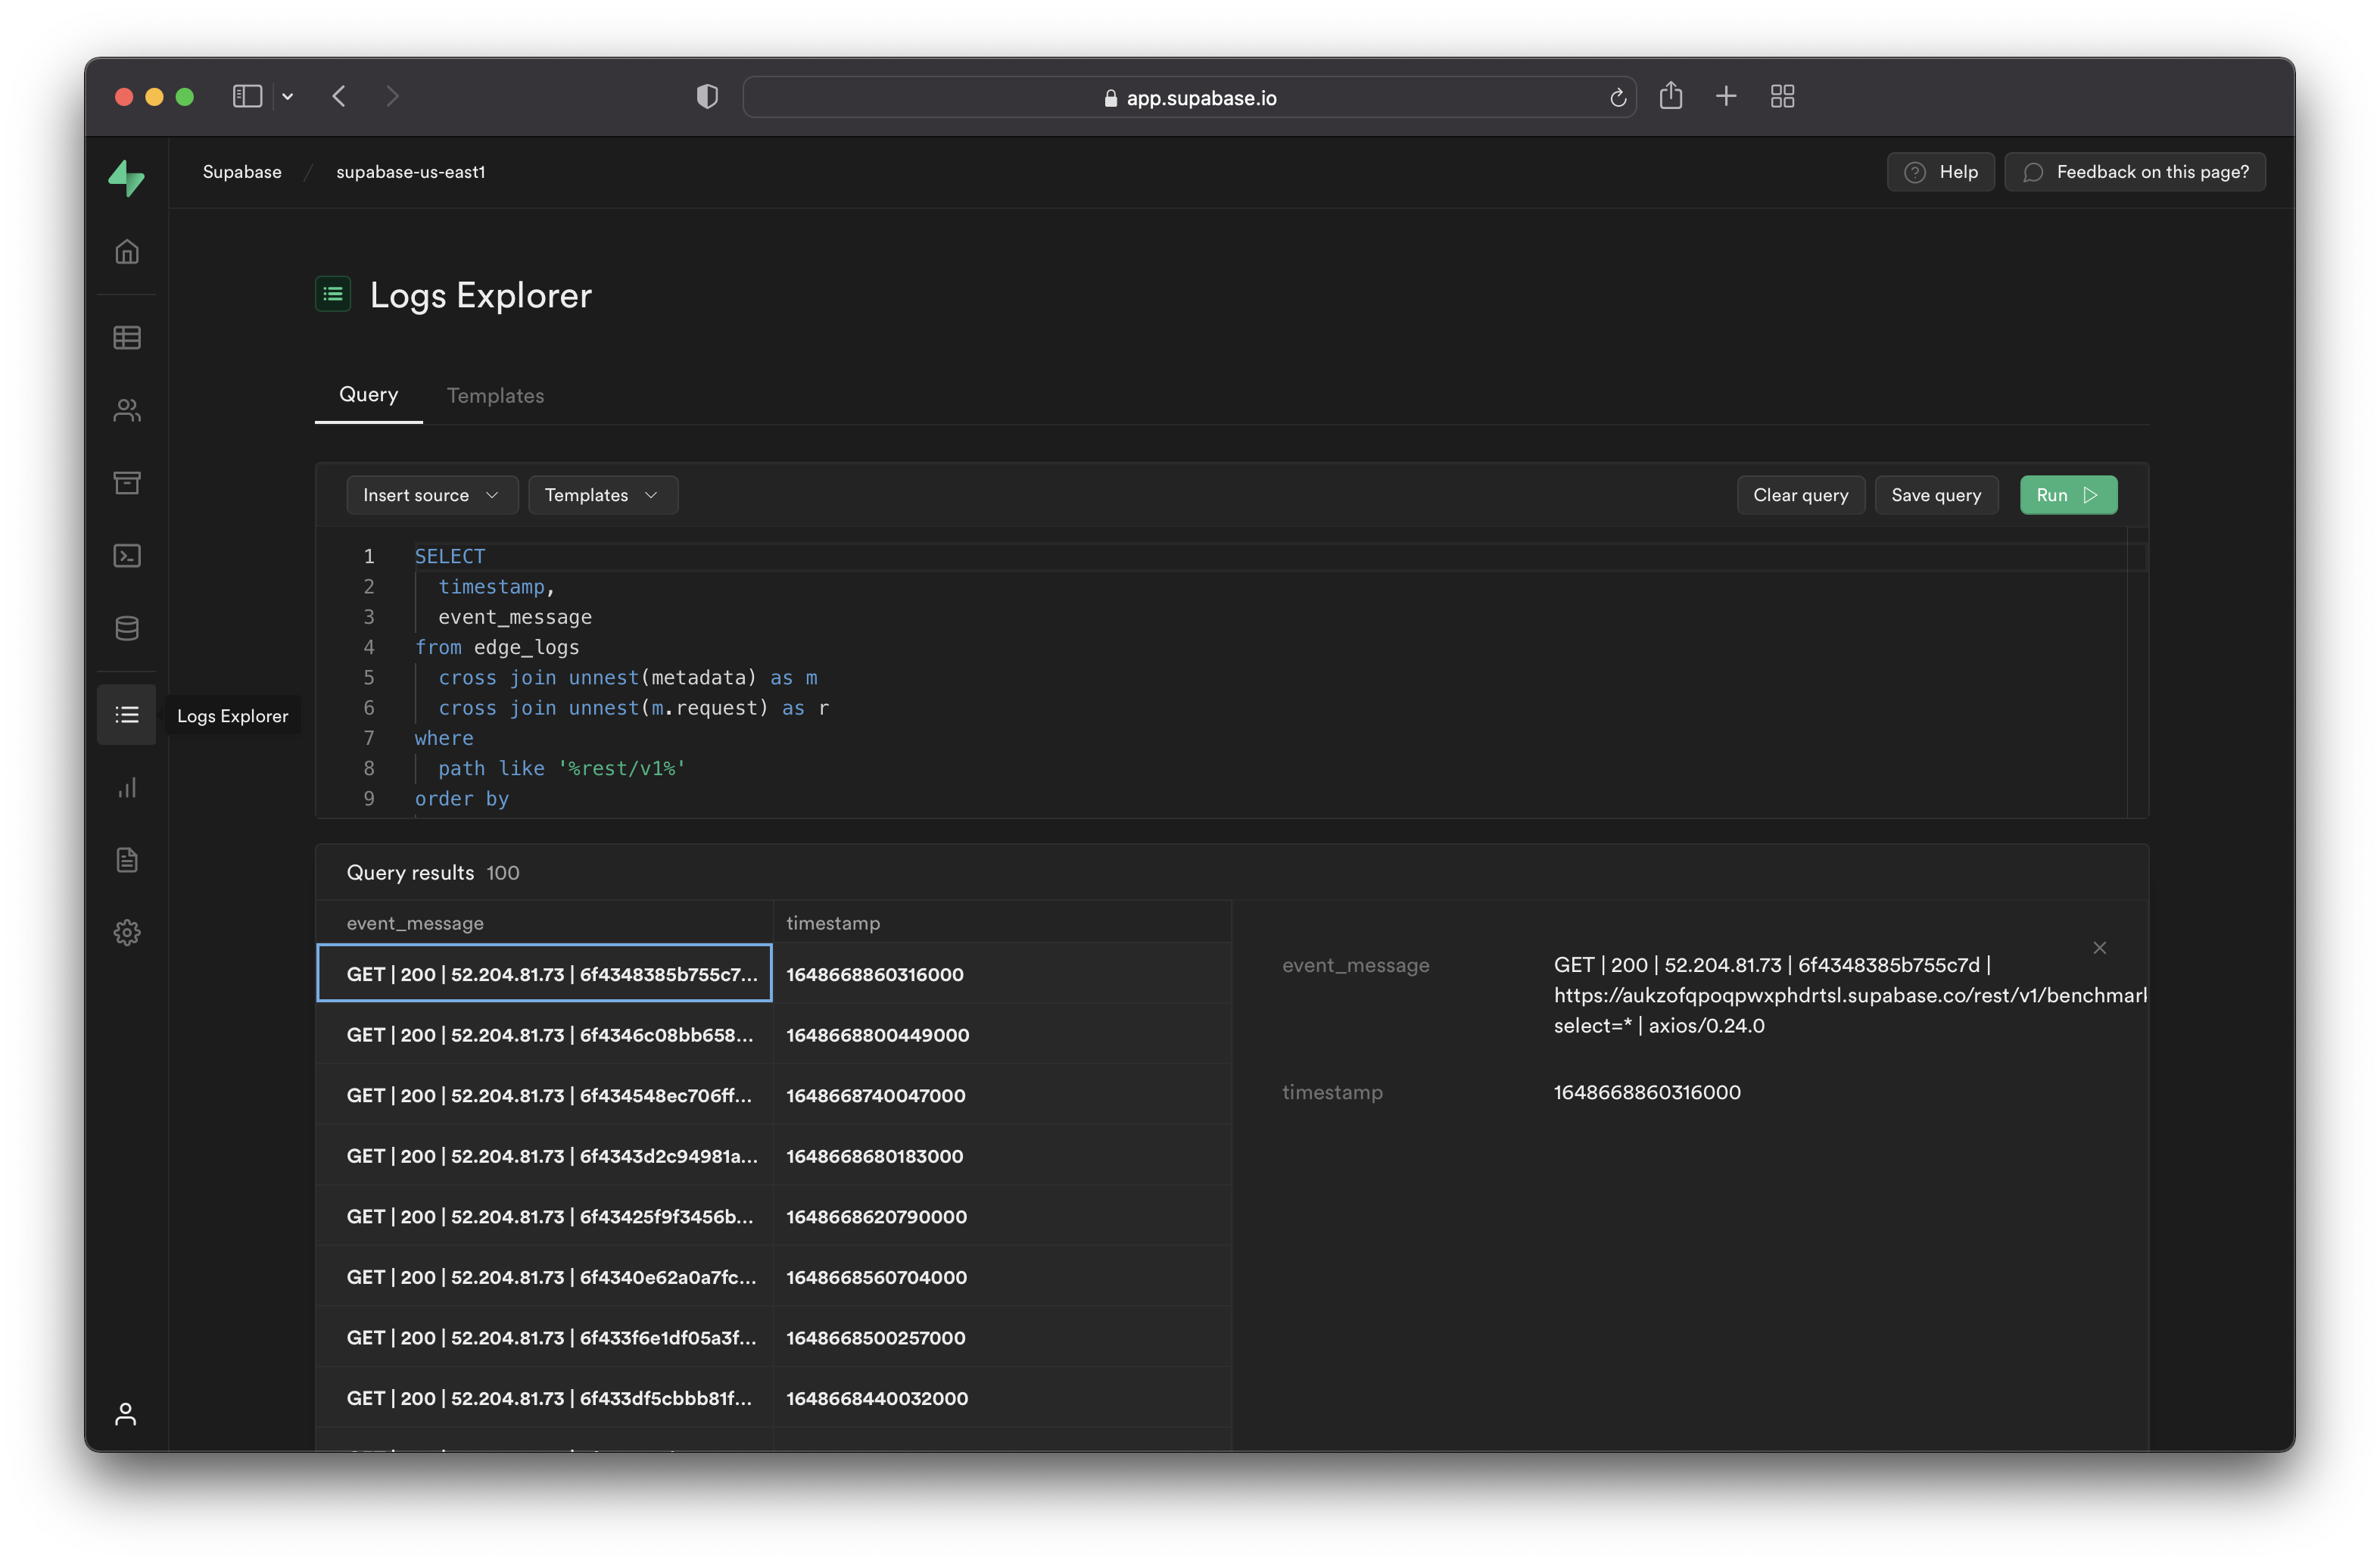 app.supabase.io
Supabase / supabase-us-east1
Help
Feedback on this page?
Logs Explorer
Query
Templates
Insert source
Templates
Clear query
Save query
Run
1 SELECT
2 timestamp,
3 event_message
4 from edge_logs
5 cross join unnest(metadata) as m
6 cross join unnest(m.request) as r
7 where
8 path like '%rest/v1%'
9 order by
Logs Explorer
Query results 100
event_message
timestamp
GET | 200 | 52.204.81.73 | 6f4348385b755c7...
1648668860316000
GET | 200 | 52.204.81.73 | 6f4346c08bb658...
1648668800449000
GET | 200 | 52.204.81.73 | 6f434548ec706ff...
1648668740047000
GET | 200 | 52.204.81.73 | 6f4343d2c94981a...
1648668680183000
GET | 200 | 52.204.81.73 | 6f43425f9f3456b...
1648668620790000
GET | 200 | 52.204.81.73 | 6f4340e62a0a7fc...
1648668560704000
GET | 200 | 52.204.81.73 | 6f433f6e1df05a3f...
1648668500257000
GET | 200 | 52.204.81.73 | 6f433df5cbbb81f...
1648668440032000
event_message
GET | 200 | 52.204.81.73 | 6f4348385b755c7d |
https://aukzofqpoqpwxphdrtsl.supabase.co/rest/v1/benchmar
select=* | axios/0.24.0
timestamp
1648668860316000